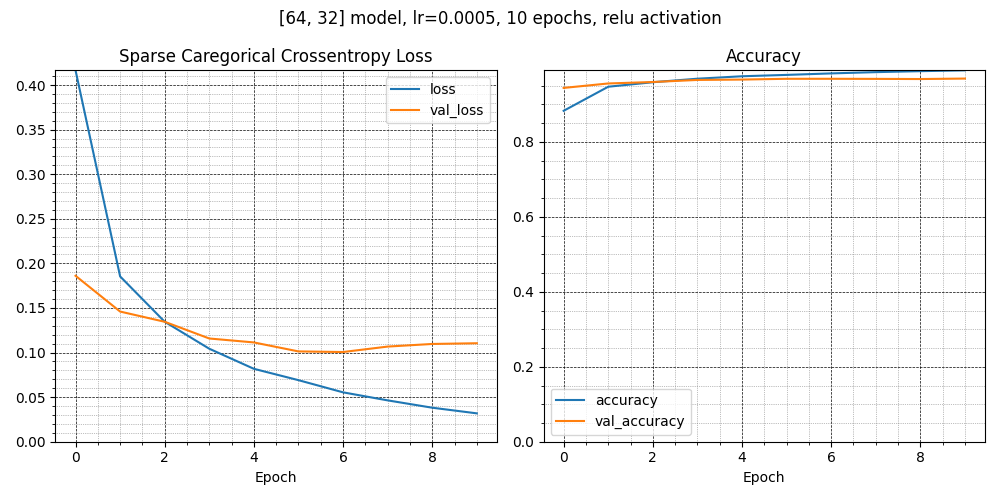 [64, 32] model, lr=0.0005, 10 epochs, relu activation
Sparse Caregorical Crossentropy Loss
0.40
0.35
0.30
0.25
0.20
0.15
0.10
0.05
0.00
loss
val_loss
0 2 4 6 8
Epoch
Accuracy
0.8
0.6
0.4
0.2
0.0
accuracy
val_accuracy
0 2 4 6 8
Epoch